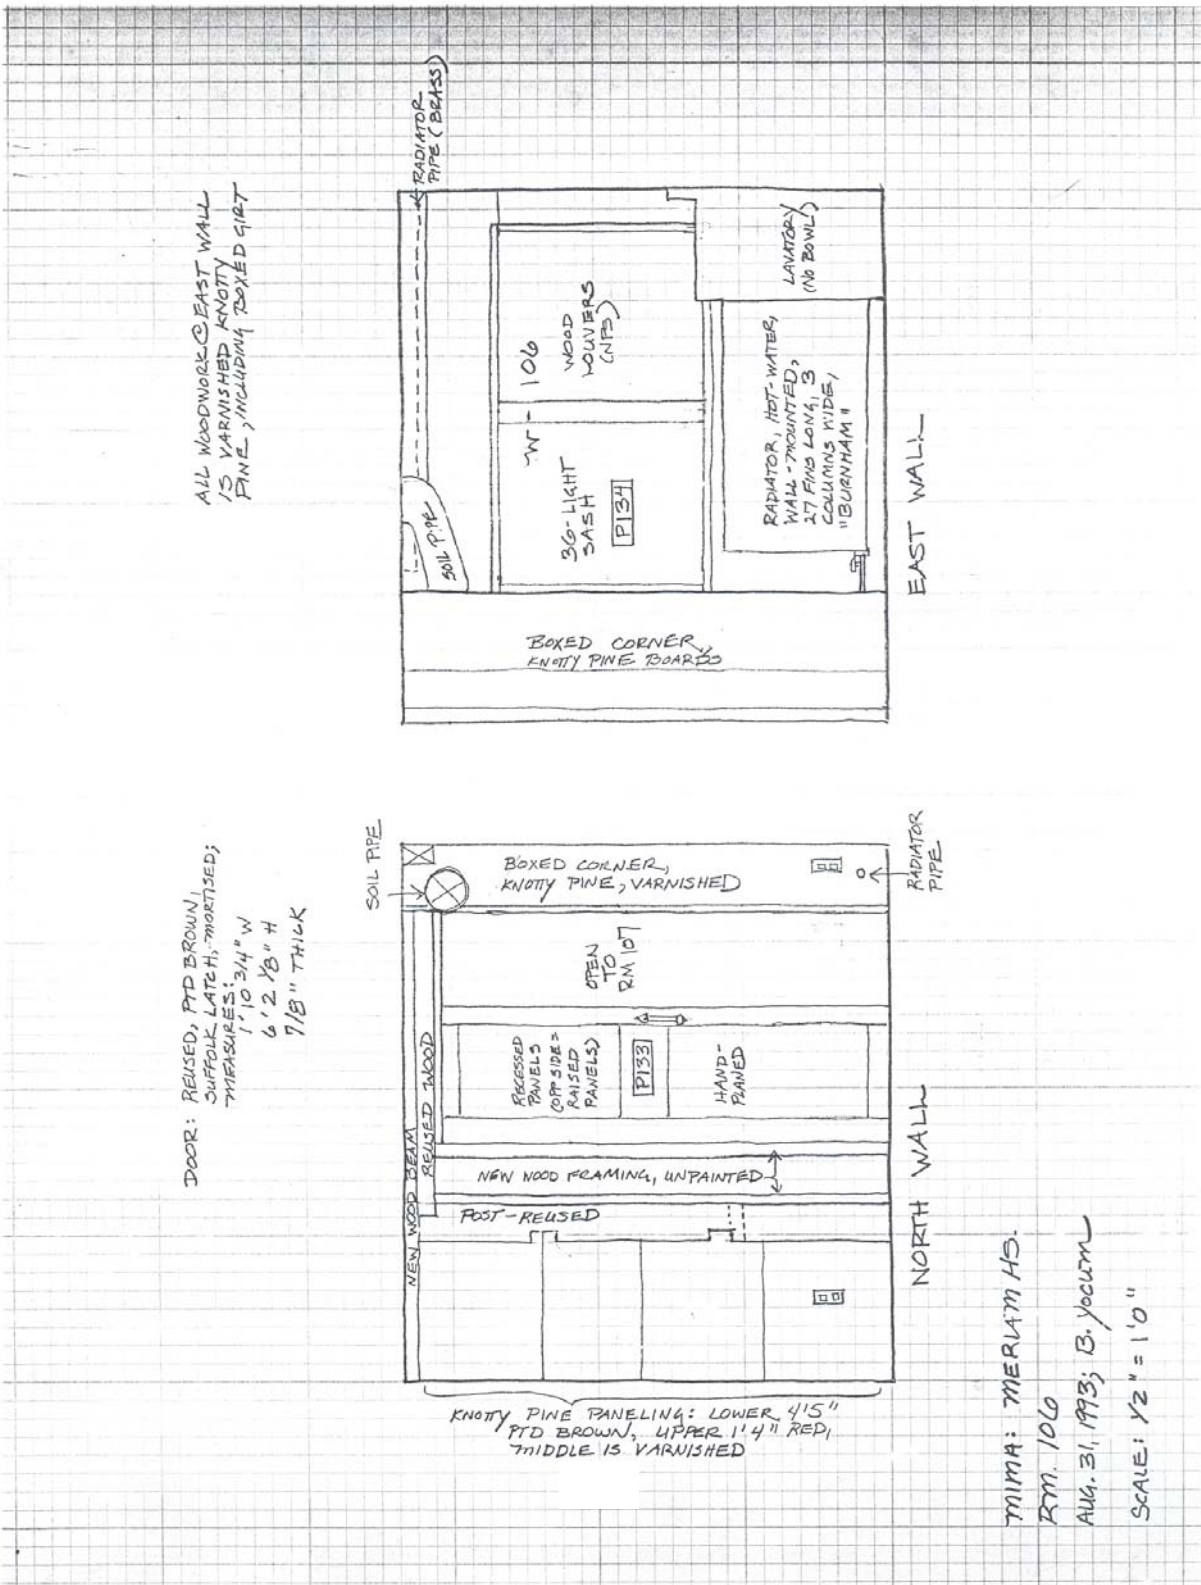 DOOR: REUSED, PTD BROWN,
SUFFOLK LATCH, MORTISED;
MEASURES:
1' 10 3/4" W
6' 2 1/8" H
7/8" THICK
ALL WOODWORK @ EAST WALL
IS VARNISHED KNOTTY
PINE, INCLUDING BOXED GIRT
SOIL PIPE
NEW WOOD BEAM
REUSED WOOD
POST-REUSED
NEW WOOD FRAMING, UNPAINTED
RECESSED
PANELS
(OPP SIDE=
RAISED
PANELS)
P133
HAND-
PLANED
OPEN
TO
RM 107
BOXED CORNER,
KNOTTY PINE, VARNISHED
RADIATOR
PIPE
KNOTTY PINE PANELING: LOWER 4'5"
PTD BROWN, UPPER 1'4" RED,
MIDDLE IS VARNISHED
NORTH WALL
RADIATOR
PIPE (BRASS)
SOIL PIPE
BOXED CORNER,
KNOTTY PINE BOARDS
W-106
36-LIGHT
SASH
P134
WOOD
LOUVERS
(NPS)
RADIATOR, HOT-WATER,
WALL-MOUNTED,
27 FINS LONG, 3
COLUMNS WIDE,
"BURNHAM"
LAVATORY
(NO BOWL)
EAST WALL
MIMA: MERIAM HS.
RM. 106
AUG. 31, 1993; B. Yocum
SCALE: 1/2" = 1'0"